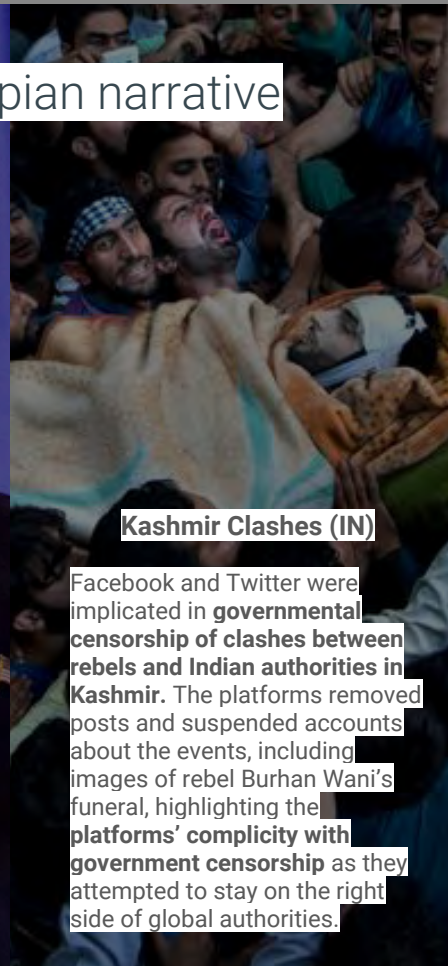 pian narrative
Kashmir Clashes (IN)
Facebook and Twitter were
implicated in governmental
censorship of clashes between
rebels and Indian authorities in
Kashmir. The platforms removed
posts and suspended accounts
about the events, including
images of rebel Burhan Wani’s
funeral, highlighting the
platforms’ complicity with
government censorship as they
attempted to stay on the right
side of global authorities.